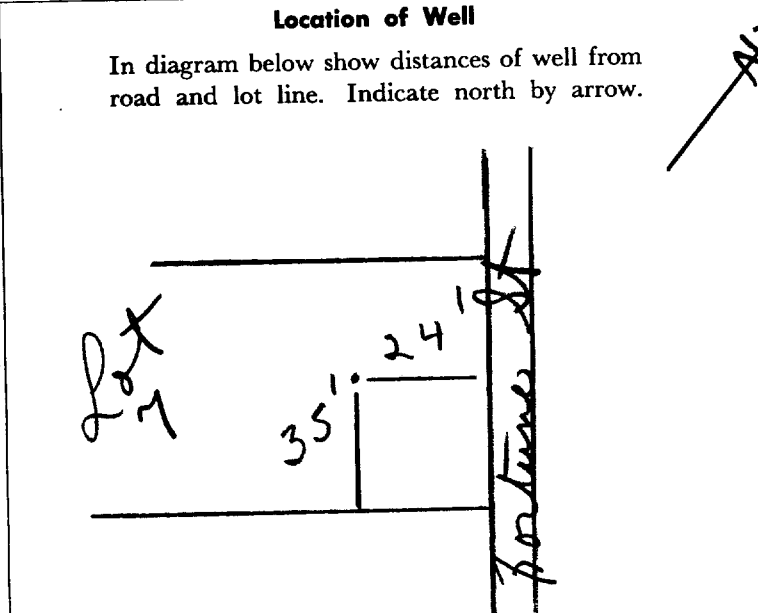 Location of Well
In diagram below show distances of well from
road and lot line. Indicate north by arrow.
24'
35'
Lot
7
Fortune St